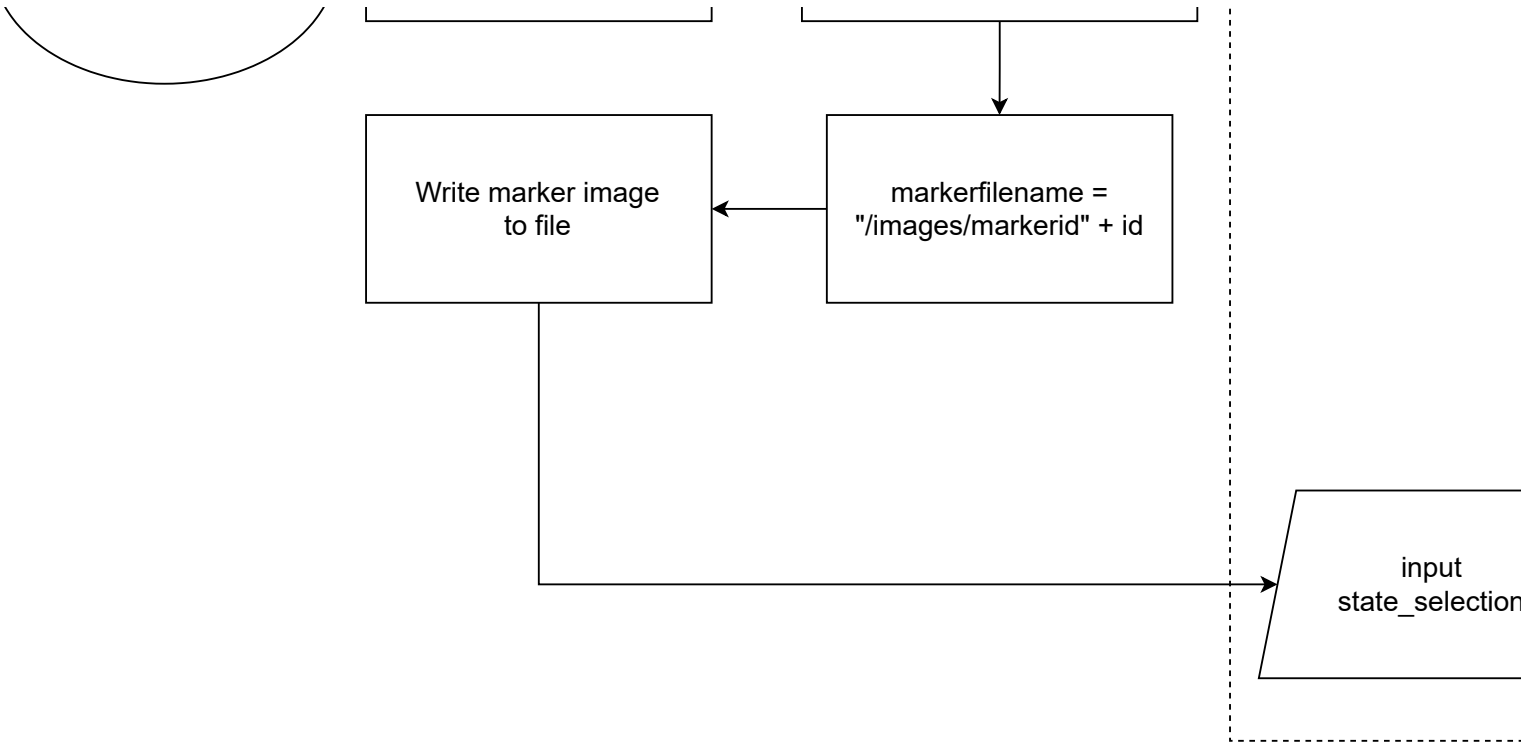 Write marker image
to file
markerfilename =
"/images/markerid" + id
input
state_selection